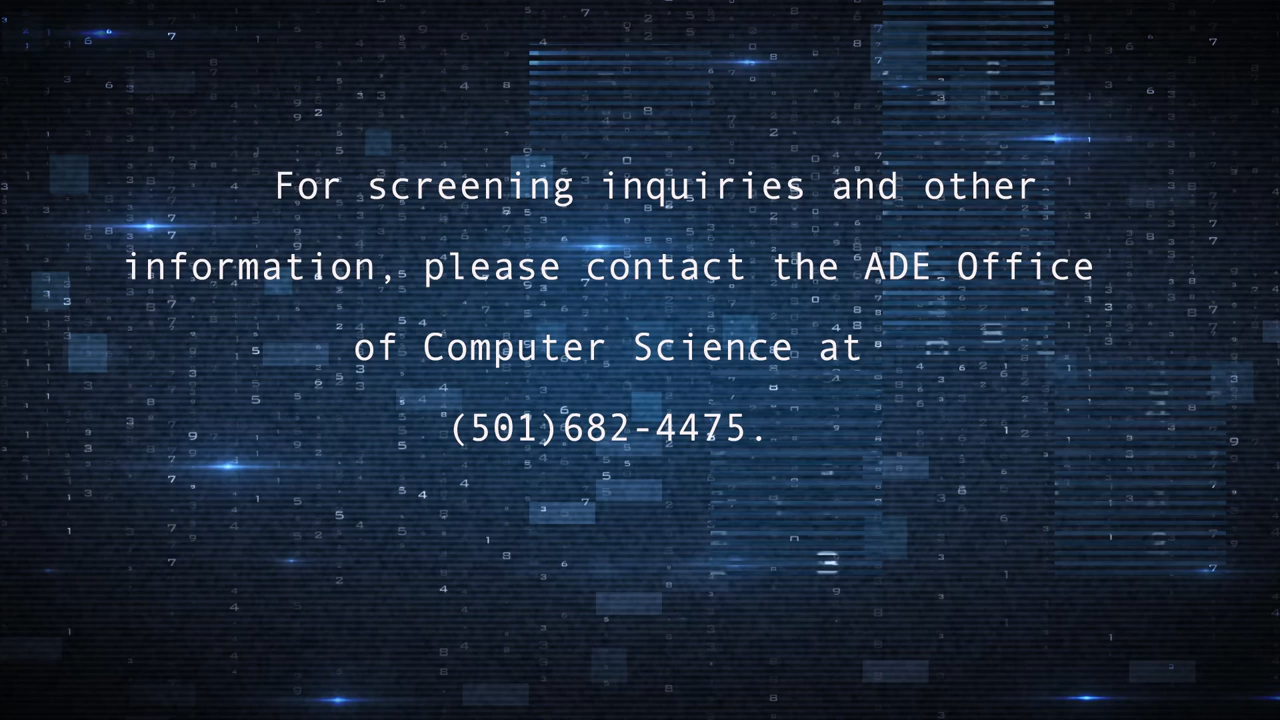 For screening inquiries and other
information, please contact the ADE Office
of Computer Science at
(501)682-4475.